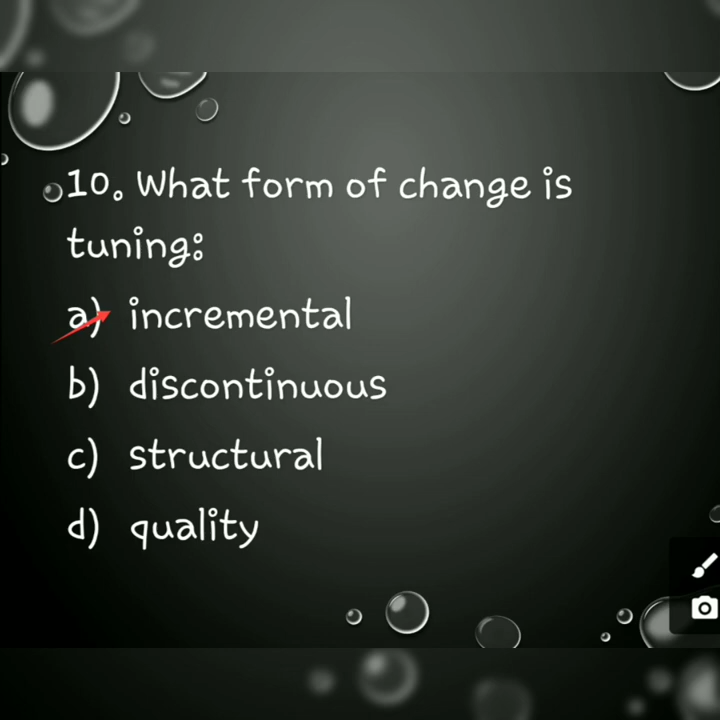 10. What form of change is
tuning:
a) incremental
b) discontinuous
c) structural
d) quality